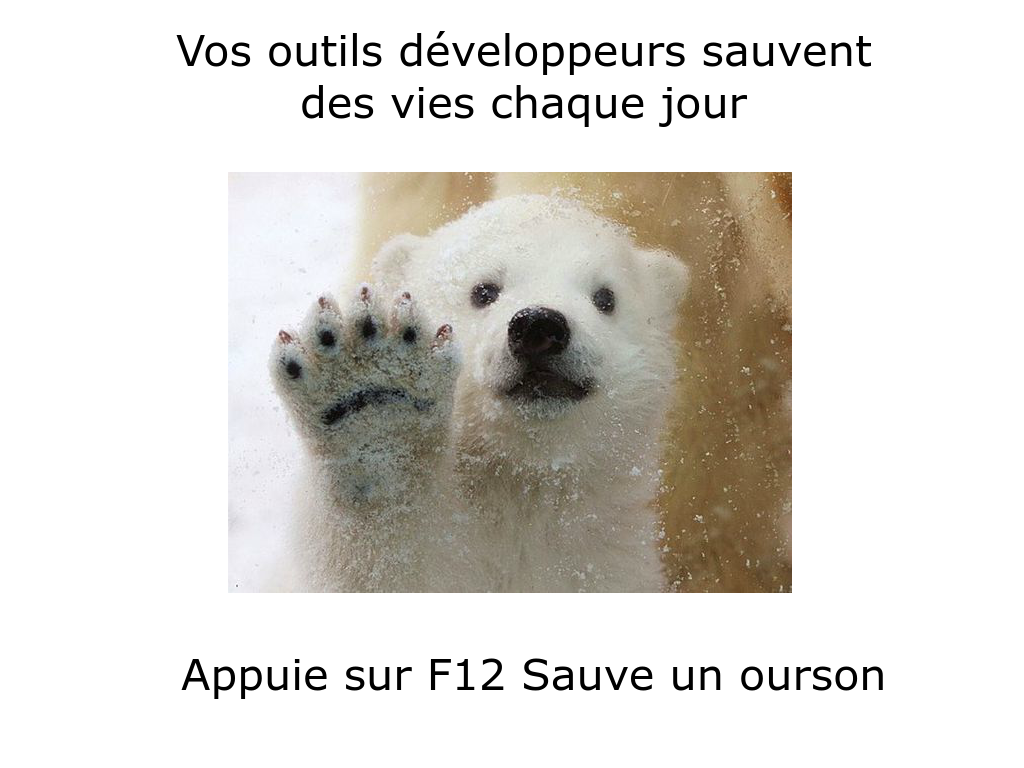 Vos outils développeurs sauvent
des vies chaque jour
Appuie sur F12 Sauve un ourson